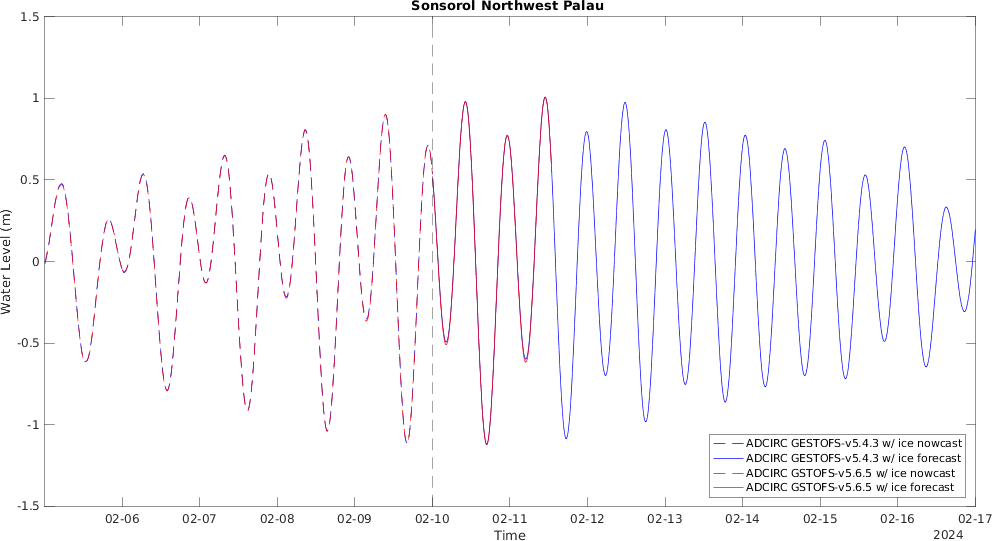 Sonsorol Northwest Palau
1.5
1
0.5
0
-0.5
-1
-1.5
Water Level (m)
02-06
02-07
02-08
02-09
02-10
02-11
02-12
02-13
02-14
02-15
02-16
02-17
Time
2024
ADCIRC GESTOFS-v5.4.3 w/ ice nowcast
ADCIRC GESTOFS-v5.4.3 w/ ice forecast
ADCIRC GSTOFS-v5.6.5 w/ ice nowcast
ADCIRC GSTOFS-v5.6.5 w/ ice forecast